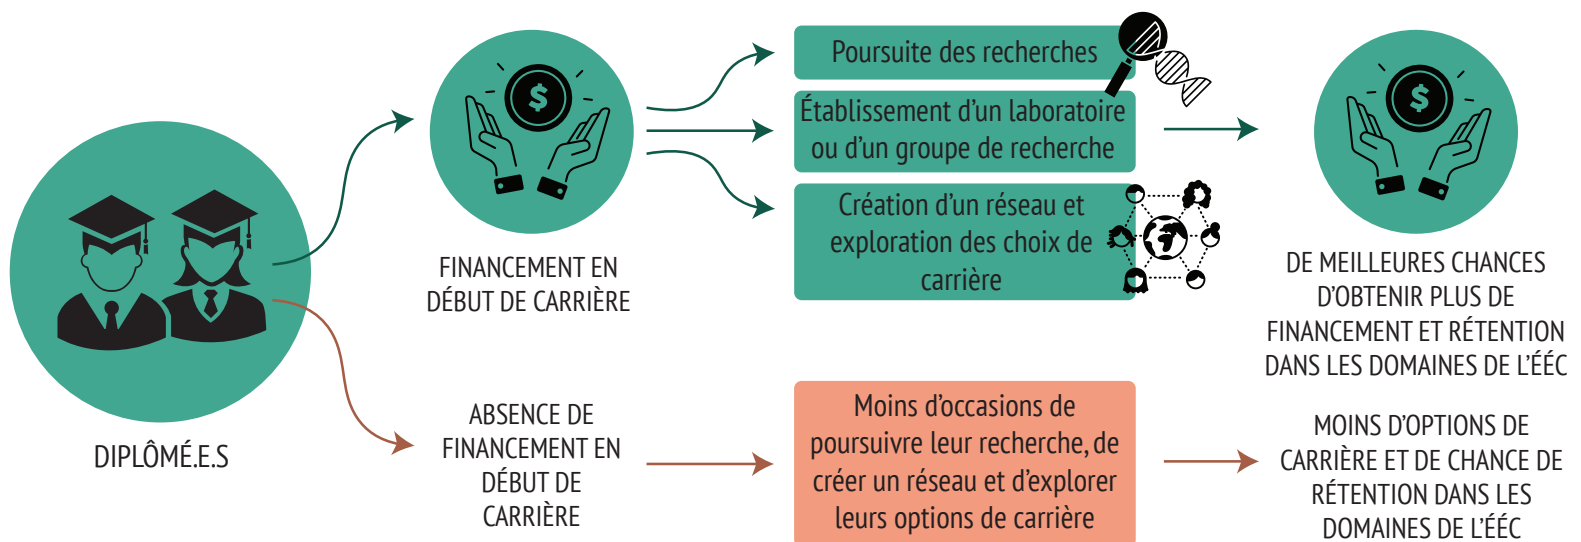 DIPLÔMÉ.E.S
FINANCEMENT EN
DÉBUT DE CARRIÈRE
Poursuite des recherches
Établissement d'un laboratoire
ou d'un groupe de recherche
Création d'un réseau et
exploration des choix de
carrière
$
$
DE MEILLEURES CHANCES
D'OBTENIR PLUS DE
FINANCEMENT ET RÉTENTION
DANS LES DOMAINES DE L'ÉÉC
ABSENCE DE
FINANCEMENT EN
DÉBUT DE
CARRIÈRE
Moins d'occasions de
poursuivre leur recherche, de
créer un réseau et d'explorer
leurs options de carrière
MOINS D'OPTIONS DE
CARRIÈRE ET DE CHANCE DE
RÉTENTION DANS LES
DOMAINES DE L'ÉÉC